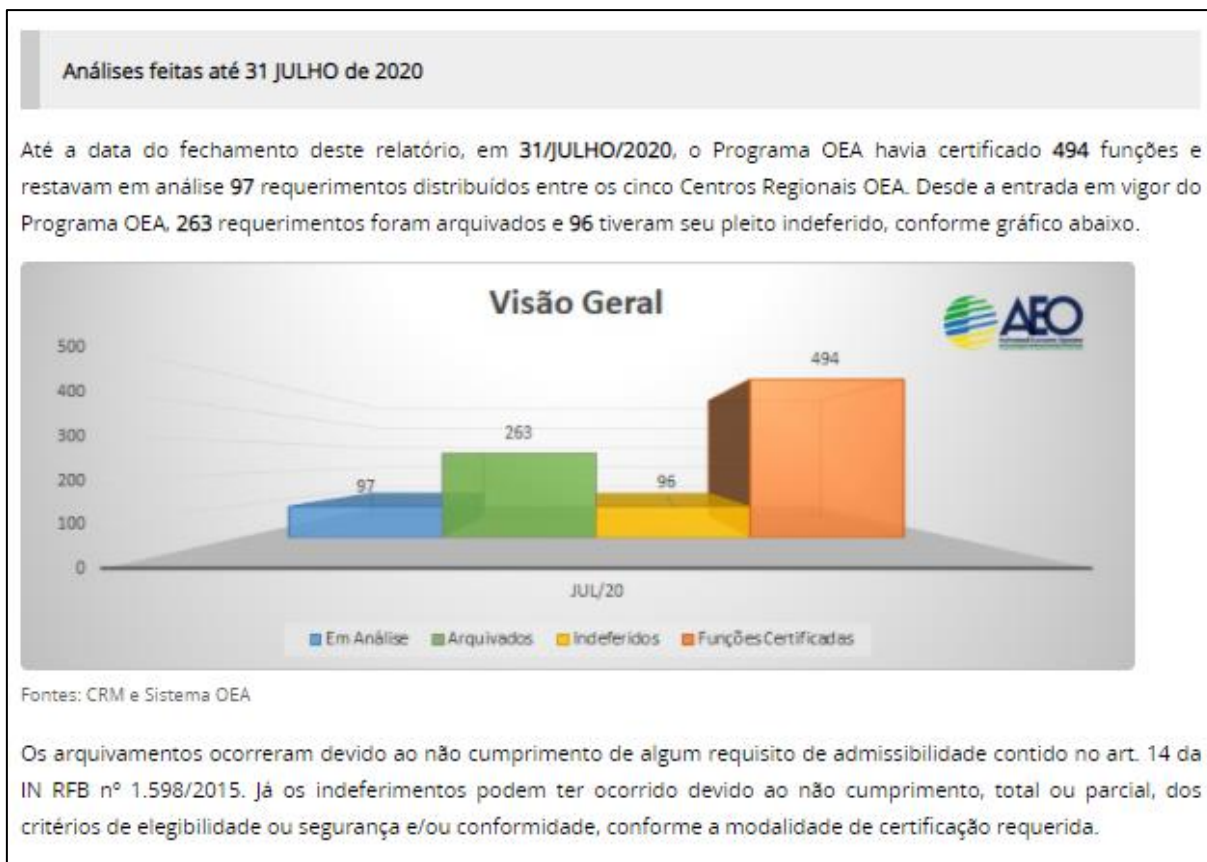 Análises feitas até 31 JULHO de 2020
Até a data do fechamento deste relatório, em 31/JULHO/2020, o Programa OEA havia certificado 494 funções e
restavam em análise 97 requerimentos distribuídos entre os cinco Centros Regionais OEA. Desde a entrada em vigor do
Programa OEA, 263 requerimentos foram arquivados e 96 tiveram seu pleito indeferido, conforme gráfico abaixo.
Visão Geral
AEO
500
400
300
200
100
0
97
263
96
494
JUL/20
Em Análise Arquivados Indeferidos Funções Certificadas
Fontes: CRM e Sistema OEA
Os arquivamentos ocorreram devido ao não cumprimento de algum requisito de admissibilidade contido no art. 14 da
IN RFB nº 1.598/2015. Já os indeferimentos podem ter ocorrido devido ao não cumprimento, total ou parcial, dos
critérios de elegibilidade ou segurança e/ou conformidade, conforme a modalidade de certificação requerida.